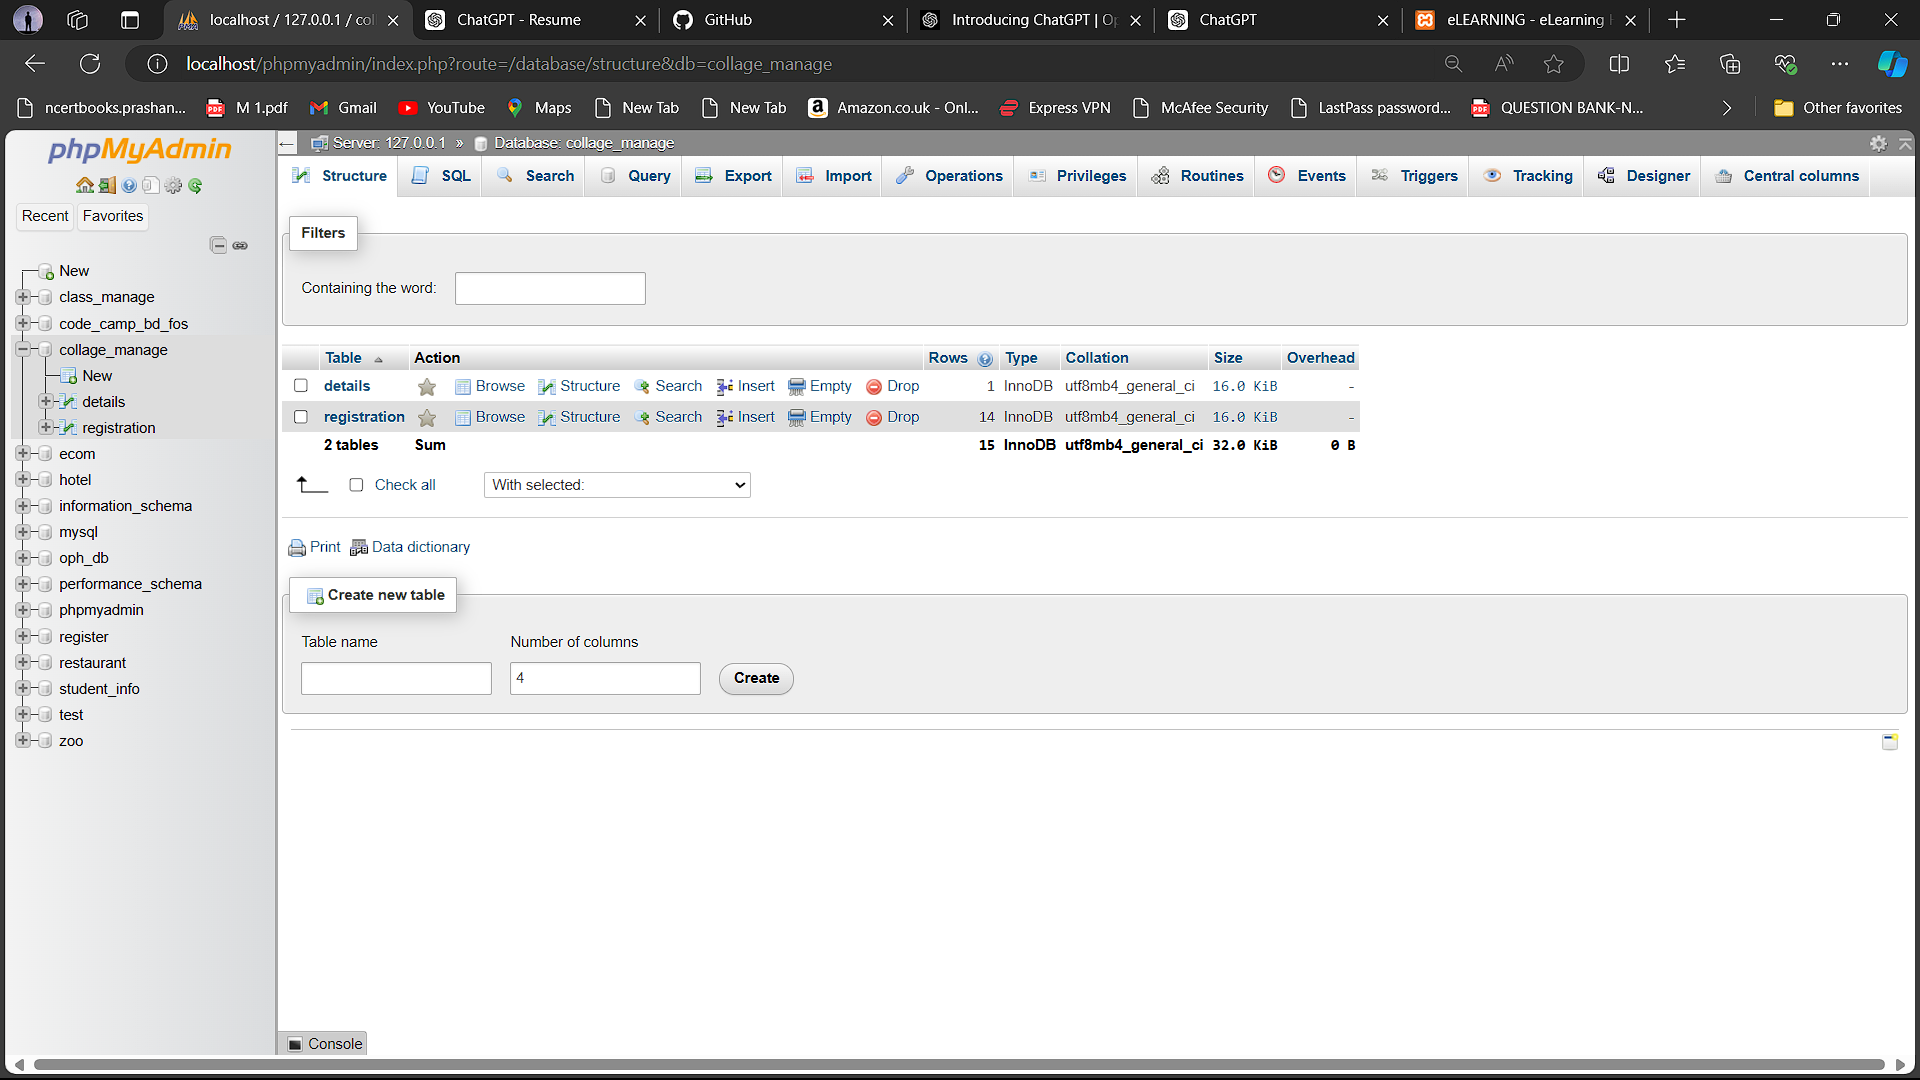 localhost / 127.0.0.1 / col
ChatGPT - Resume
GitHub
Introducing ChatGPT | Op
ChatGPT
eLEARNING - eLearning
localhost/phpmyadmin/index.php?route=/database/structure&db=collage_manage
ncertbooks.prashan...
M 1.pdf
Gmail
YouTube
Maps
New Tab
New Tab
Amazon.co.uk - Onl...
Express VPN
McAfee Security
LastPass password...
QUESTION BANK-N...
Other favorites
phpMyAdmin
Recent
Favorites
New
class_manage
code_camp_bd_fos
collage_manage
New
details
registration
ecom
hotel
information_schema
mysql
oph_db
performance_schema
phpmyadmin
register
restaurant
student_info
test
zoo
Server: 127.0.0.1 » Database: collage_manage
Structure SQL Search Query Export Import Operations Privileges Routines Events Triggers Tracking Designer Central columns
Filters
Containing the word:
Table Action Rows Type Collation Size Overhead
details Browse Structure Search Insert Empty Drop 1 InnoDB utf8mb4_general_ci 16.0 KiB -
registration Browse Structure Search Insert Empty Drop 14 InnoDB utf8mb4_general_ci 16.0 KiB -
2 tables Sum 15 InnoDB utf8mb4_general_ci 32.0 KiB 0 B
Check all With selected:
Print Data dictionary
Create new table
Table name Number of columns
4 Create
Console